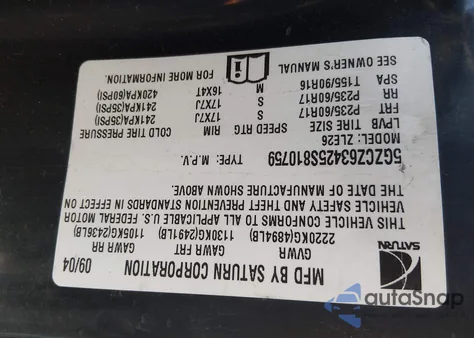 MFD BY SATURN CORPORATION
09/04
SATURN
GVWR GAWR FRT GAWR RR
2220KG(4894LB) 1130KG(2491LB) 1105KG(2436LB)
THIS VEHICLE CONFORMS TO ALL APPLICABLE U.S. FEDERAL MOTOR
VEHICLE SAFETY AND THEFT PREVENTION STANDARDS IN EFFECT ON
THE DATE OF MANUFACTURE SHOWN ABOVE.
5GZCZ63425S810759 TYPE: M.P.V.
MODEL: ZLE26
LPVB TIRE SIZE SPEED RTG RIM COLD TIRE PRESSURE
FRT P235/60R17 S 17X7J 241KPA(35PSI)
RR P235/60R17 S 17X7J 241KPA(35PSI)
SPA T155/90R16 M 16X4T 420KPA(60PSI)
SEE OWNER'S MANUAL FOR MORE INFORMATION.
autoSnap